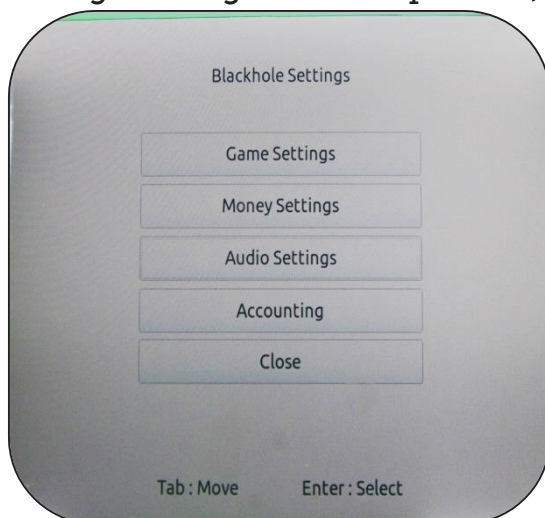 Blackhole Settings
Game Settings
Money Settings
Audio Settings
Accounting
Close
Tab : Move Enter : Select